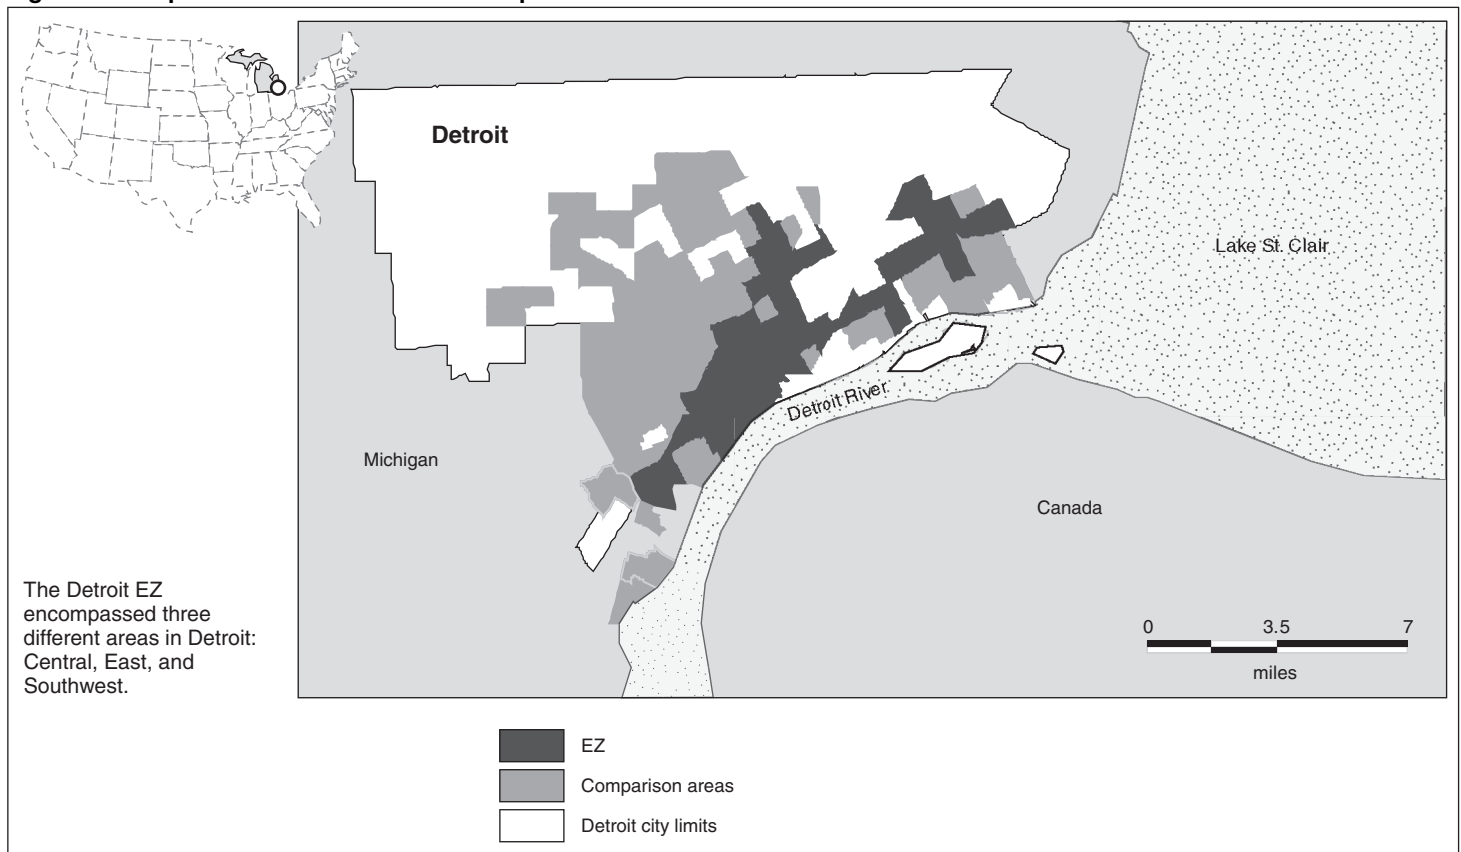 Detroit
Lake St. Clair
Detroit River
Michigan
Canada
The Detroit EZ
encompassed three
different areas in Detroit:
Central, East, and
Southwest.
0 3.5 7
miles
EZ
Comparison areas
Detroit city limits